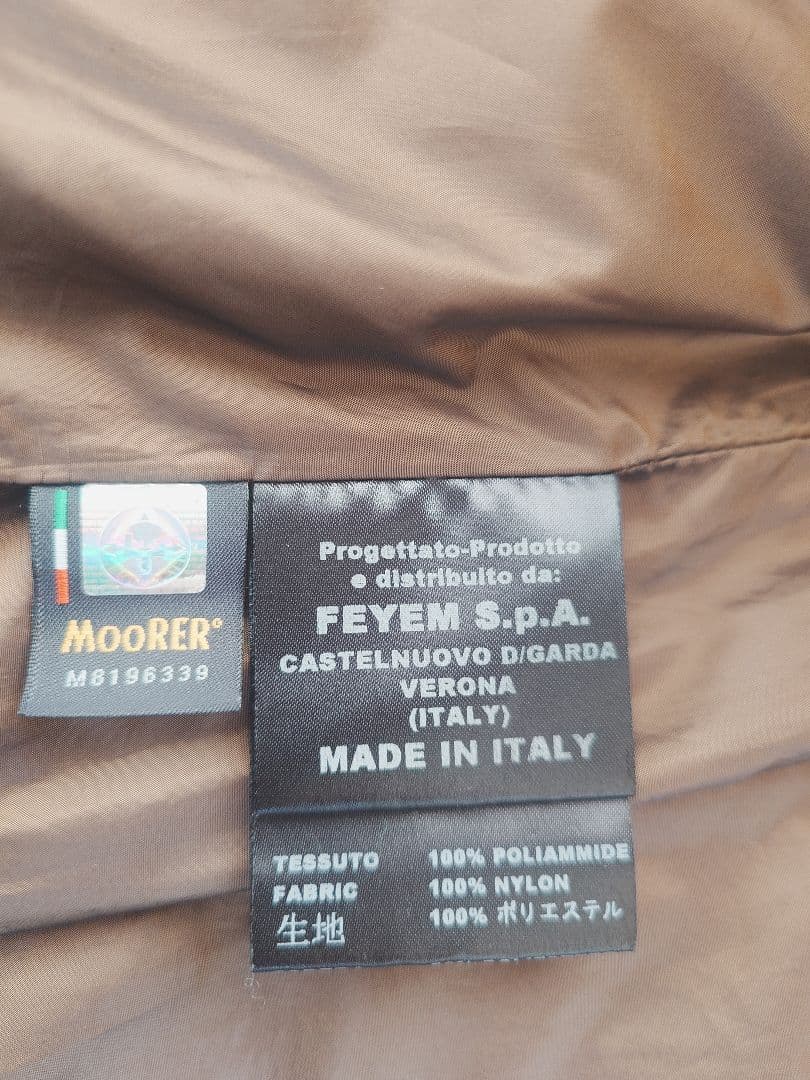 MooRER®
M8196339
Progettato-Prodotto
e distribuito da:
FEYEM S.p.A.
CASTELNUOVO D/GARDA
VERONA
(ITALY)
MADE IN ITALY
TESSUTO 100% POLIAMMIDE
FABRIC 100% NYLON
生地 100% ポリエステル